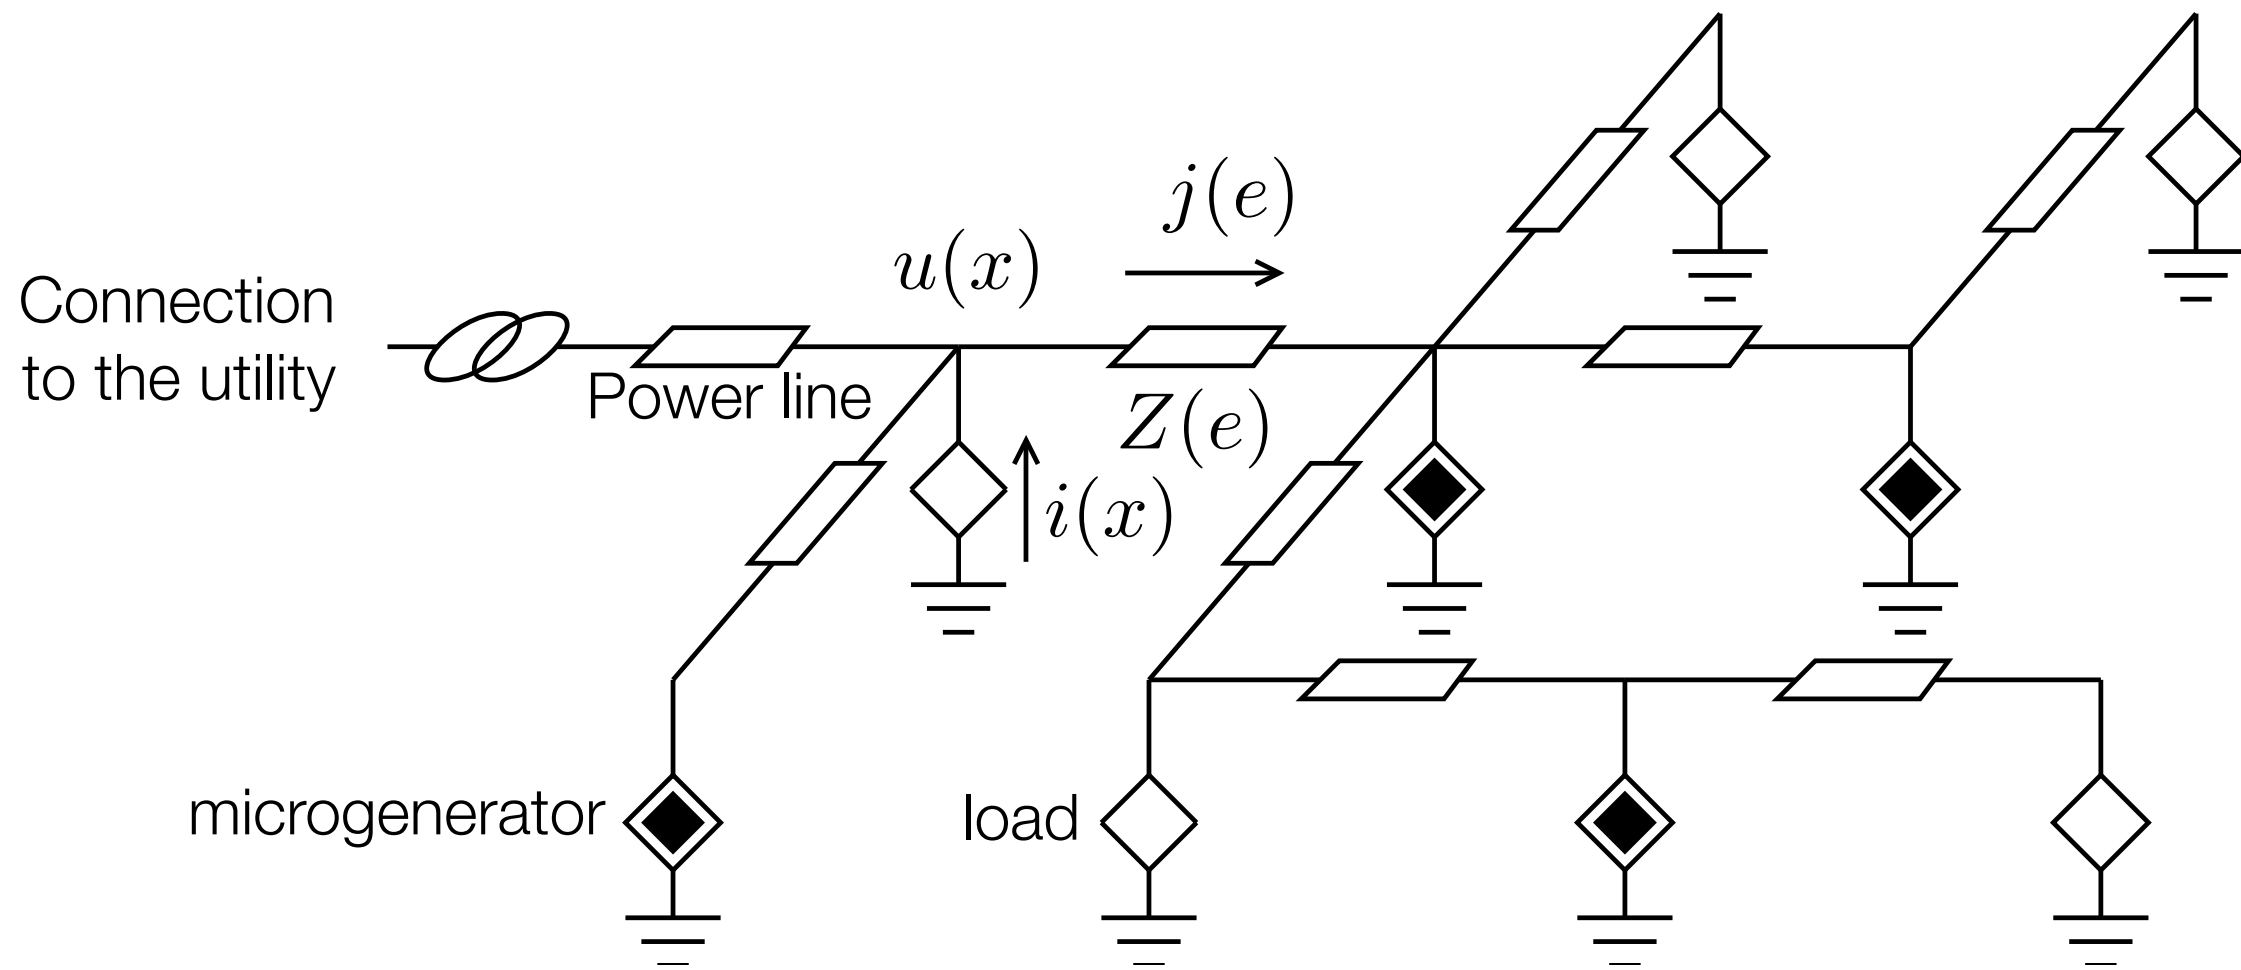 j(e)
u(x)
Connection
to the utility
Power line
Z(e)
i(x)
microgenerator
load